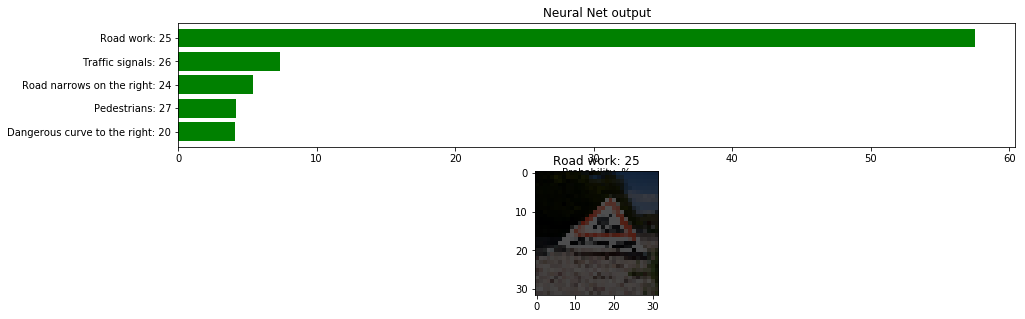 Neural Net output
Road work: 25
Traffic signals: 26
Road narrows on the right: 24
Pedestrians: 27
Dangerous curve to the right: 20
0 10 20 30 40 50 60
Probability, %
Road work: 25
0
10
20
30
0 10 20 30